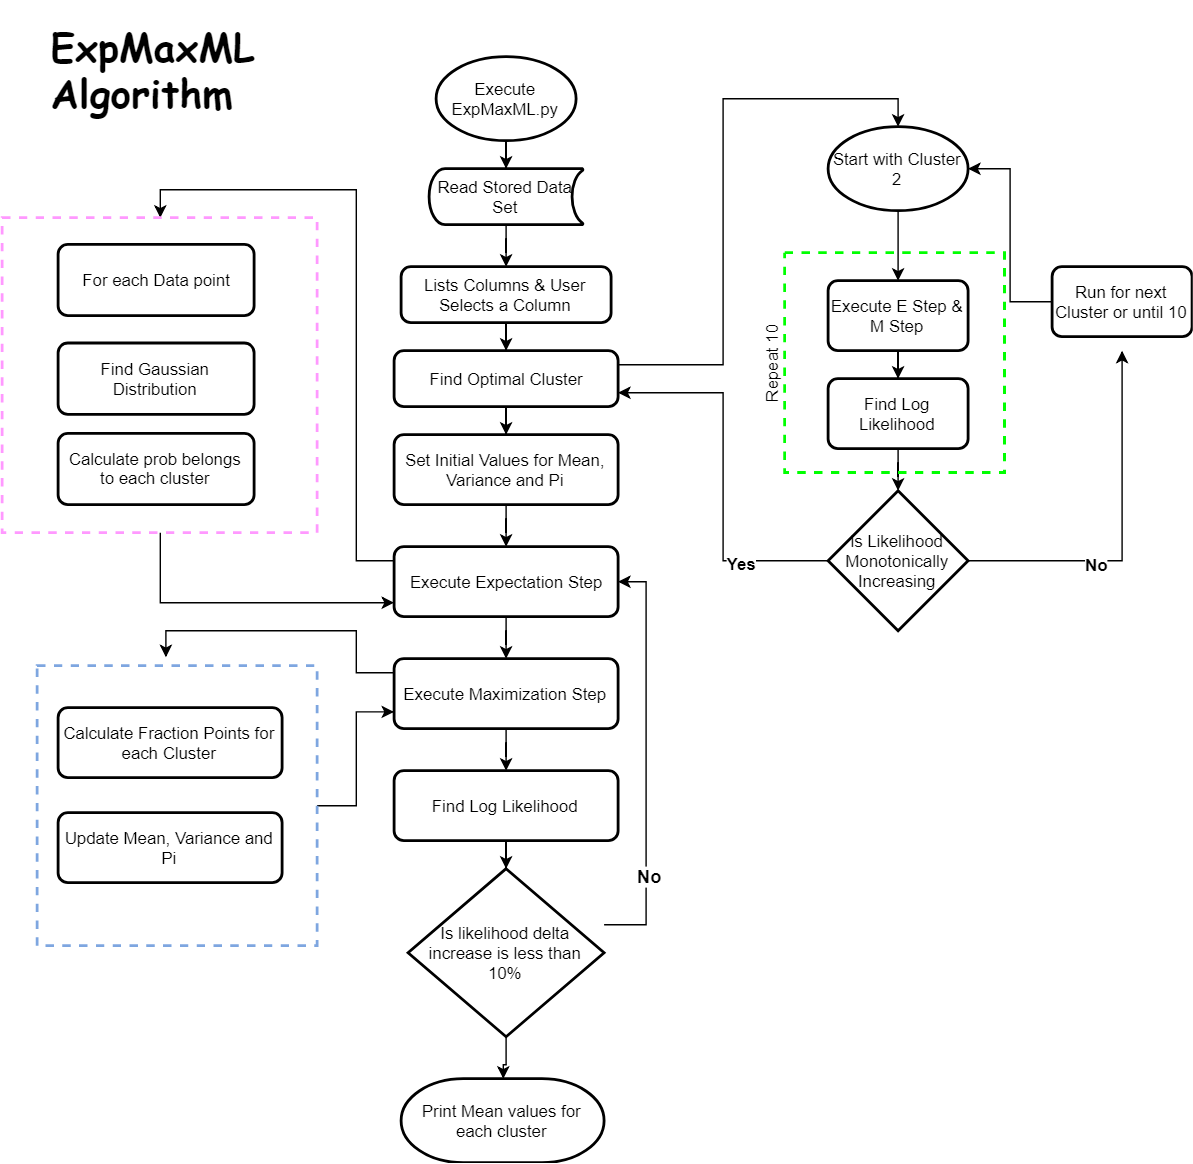 ExpMaxML
Algorithm
Execute
ExpMaxML.py
Read Stored Data
Set
Lists Columns & User
Selects a Column
Find Optimal Cluster
Set Initial Values for Mean,
Variance and Pi
Execute Expectation Step
Execute Maximization Step
Find Log Likelihood
Is likelihood delta
increase is less than
10%
No
Print Mean values for
each cluster
For each Data point
Find Gaussian
Distribution
Calculate prob belongs
to each cluster
Calculate Fraction Points for
each Cluster
Update Mean, Variance and
Pi
Start with Cluster
2
Repeat 10
Execute E Step &
M Step
Find Log
Likelihood
Is Likelihood
Monotonically
Increasing
Yes
No
Run for next
Cluster or until 10